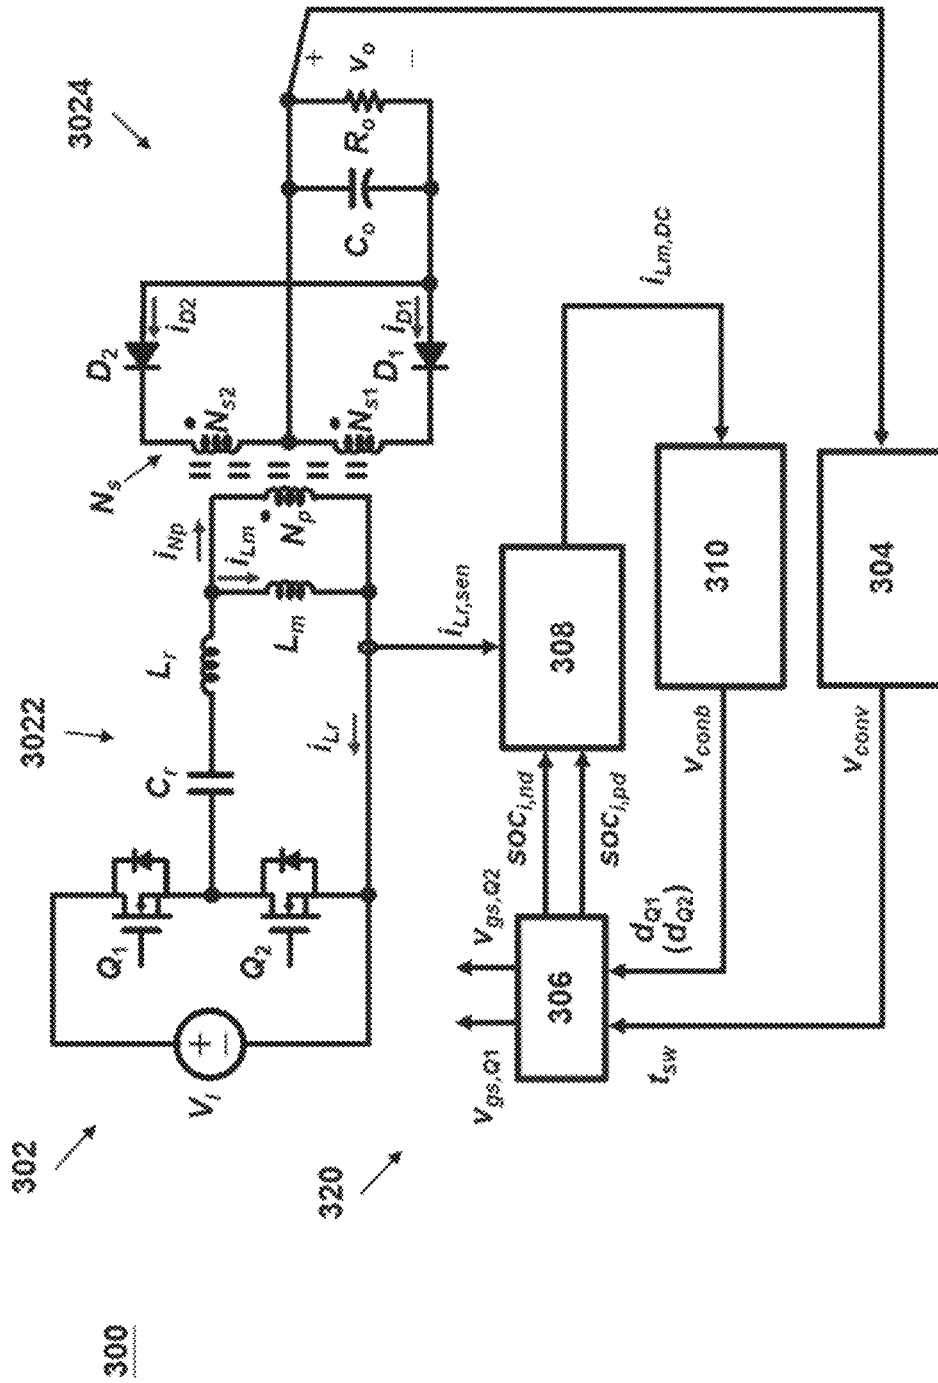 300
302
3022
3024
V_i
+
−
Q_1
Q_2
C_r
L_r
i_Lr
L_m
i_Lm
i_Np
N_p
N_s
N_s2
N_s1
D_2
i_D2
D_1
i_D1
C_o
R_o
v_o
+
−
320
v_gs,Q1
v_gs,Q2
306
soc_i,nd
soc_i,pd
308
i_Lr,sen
i_Lm,DC
d_Q1
(d_Q2)
v_conb
310
t_sw
v_conv
304